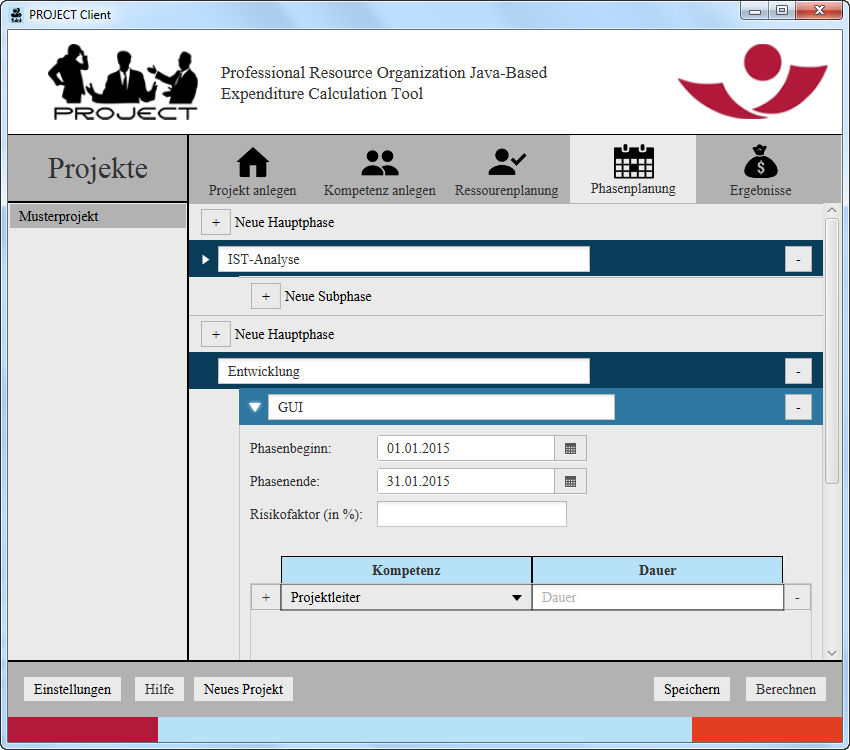 PROJECT Client
PROJECT
Professional Resource Organization Java-Based
Expenditure Calculation Tool
Projekte
Projekt anlegen
Kompetenz anlegen
Ressourenplanung
Phasenplanung
$
Ergebnisse
Musterprojekt
+ Neue Hauptphase
IST-Analyse -
+ Neue Subphase
+ Neue Hauptphase
Entwicklung -
GUI -
Phasenbeginn: 01.01.2015
Phasenende: 31.01.2015
Risikofaktor (in %):
Kompetenz Dauer
+ Projektleiter Dauer -
Einstellungen Hilfe Neues Projekt Speichern Berechnen